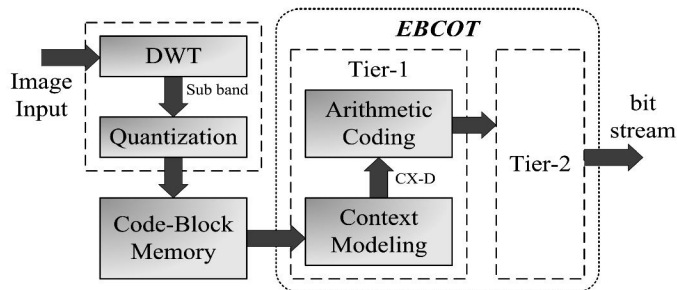 EBCOT
DWT
Image
Input
Sub band
Quantization
Code-Block
Memory
Tier-1
Arithmetic
Coding
CX-D
Context
Modeling
Tier-2
bit
stream